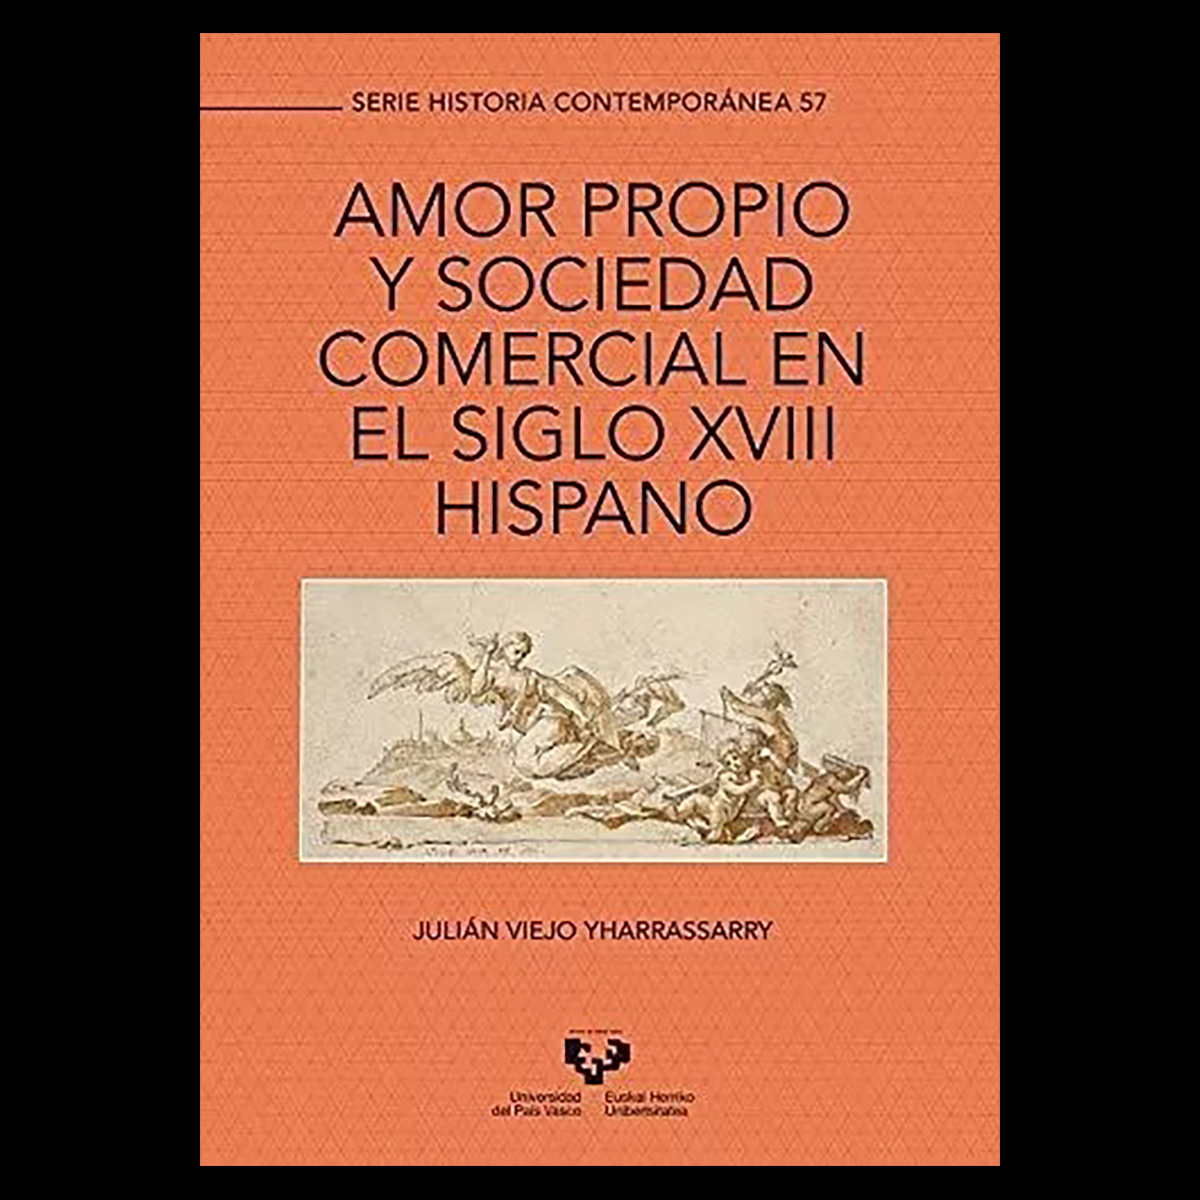 SERIE HISTORIA CONTEMPORÁNEA 57
AMOR PROPIO
Y SOCIEDAD
COMERCIAL EN
EL SIGLO XVIII
HISPANO
JULIÁN VIEJO YHARRASSARRY
Universidad
del País Vasco
Euskal Herriko
Unibertsitatea